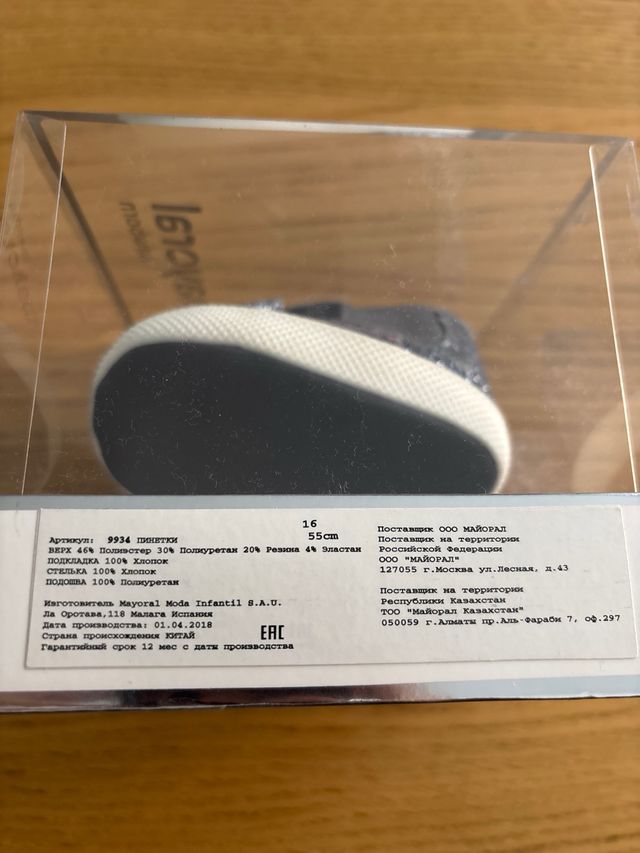 Mayoral
16
55cm
Артикул: 9934 ПИНЕТКИ
ВЕРХ 46% Полиэстер 30% Полиуретан 20% Резина 4% Эластан
ПОДКЛАДКА 100% Хлопок
СТЕЛЬКА 100% Хлопок
ПОДОШВА 100% Полиуретан
Изготовитель Mayoral Moda Infantil S.A.U.
Ла Оротава,118 Малага Испания
Дата производства: 01.04.2018
Страна происхождения КИТАЙ
EAC
Гарантийный срок 12 мес с даты производства
Поставщик ООО МАЙОРАЛ
Поставщик на территории
Российской Федерации
ООО "МАЙОРАЛ"
127055 г.Москва ул.Лесная, д.43
Поставщик на территории
Республики Казахстан
ТОО "Майорал Казахстан"
050059 г.Алматы пр.Аль-Фараби 7, оф.297